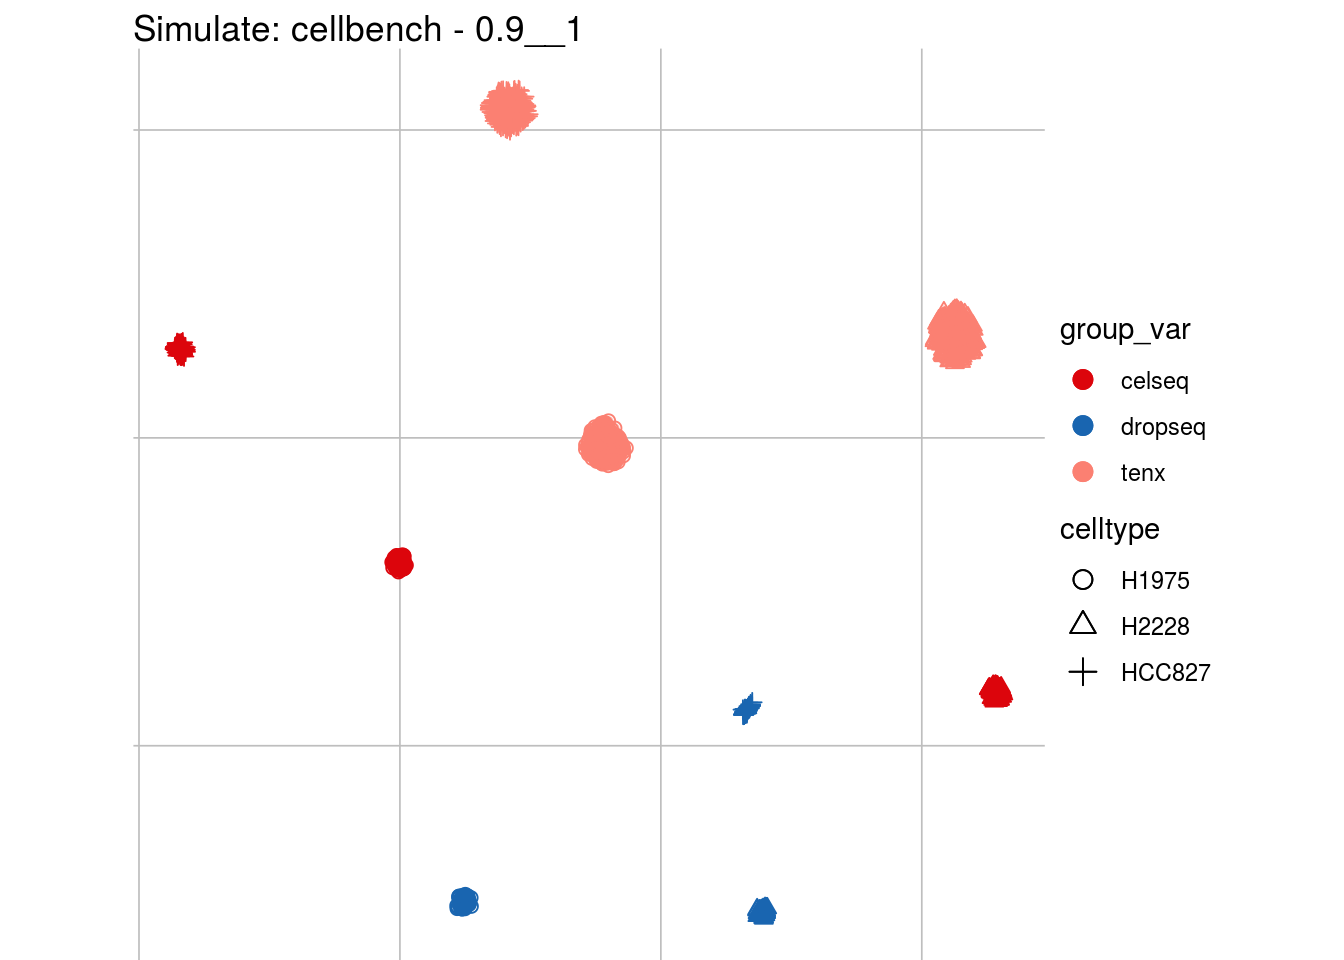 Simulate: cellbench - 0.9__1
group_var
celseq
dropseq
tenx
celltype
H1975
H2228
HCC827